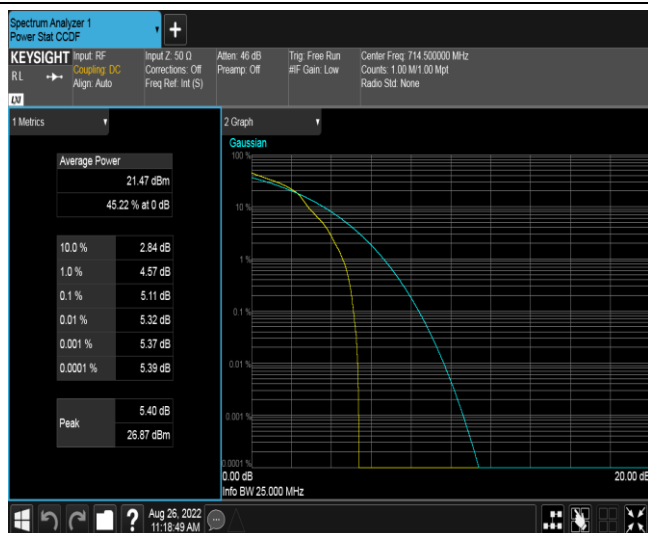 Spectrum Analyzer 1
Power Stat CCDF
+
KEYSIGHT
RL
LXI
Input: RF
Coupling: DC
Align: Auto
Input Z: 50 Ω
Corrections: Off
Freq Ref: Int (S)
Atten: 46 dB
Preamp: Off
Trig: Free Run
#IF Gain: Low
Center Freq: 714.500000 MHz
Counts: 1.00 M/1.00 Mpt
Radio Std: None
1 Metrics
Average Power
21.47 dBm
45.22 % at 0 dB
10.0 % 2.84 dB
1.0 % 4.57 dB
0.1 % 5.11 dB
0.01 % 5.32 dB
0.001 % 5.37 dB
0.0001 % 5.39 dB
Peak
5.40 dB
26.87 dBm
2 Graph
Gaussian
100 %
10 %
1 %
0.1 %
0.01 %
0.001 %
0.0001 %
0.00 dB
20.00 dB
Info BW 25.000 MHz
?
Aug 26, 2022
11:18:49 AM